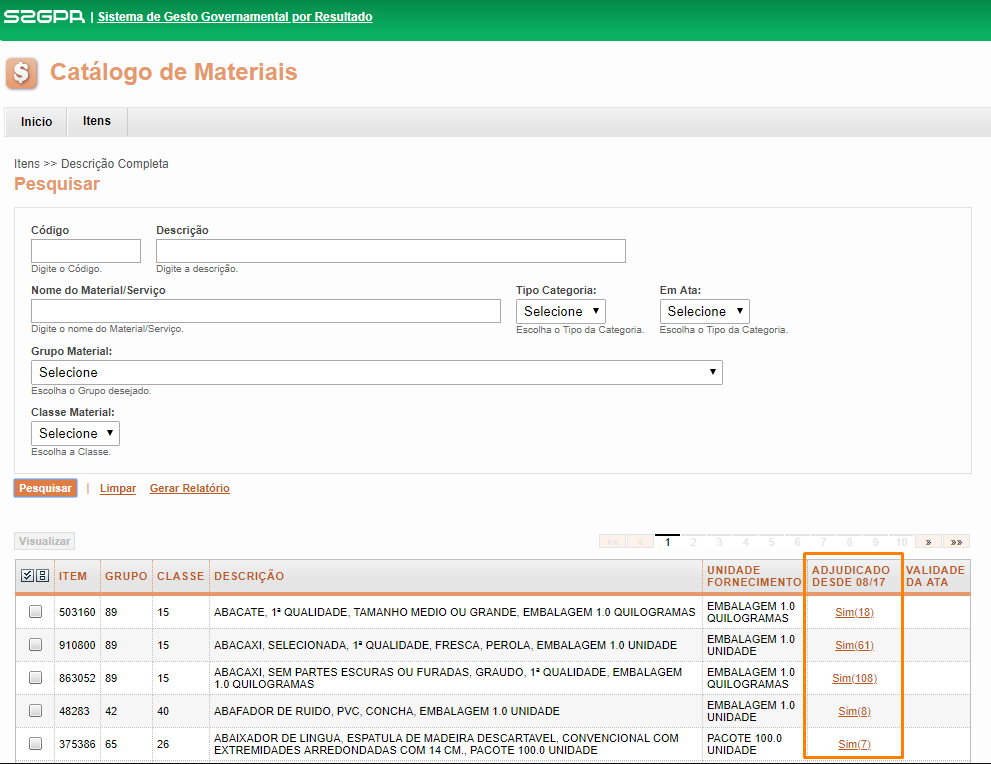 S2GPR | Sistema de Gesto Governamental por Resultado
Catálogo de Materiais
Inicio Itens
Itens >> Descrição Completa
Pesquisar
Código Descrição
Digite o Código. Digite a descrição.
Nome do Material/Serviço Tipo Categoria: Em Ata:
Selecione Selecione
Digite o nome do Material/Serviço. Escolha o Tipo da Categoria. Escolha o Tipo da Categoria.
Grupo Material:
Selecione
Escolha o Grupo desejado.
Classe Material:
Selecione
Escolha a Classe.
Pesquisar | Limpar Gerar Relatório
Visualizar «« « 1 2 3 4 5 6 7 8 9 10 » »»
ITEM GRUPO CLASSE DESCRIÇÃO UNIDADE FORNECIMENTO ADJUDICADO DESDE 08/17 VALIDADE DA ATA
503160 89 15 ABACATE, 1ª QUALIDADE, TAMANHO MEDIO OU GRANDE, EMBALAGEM 1.0 QUILOGRAMAS EMBALAGEM 1.0 QUILOGRAMAS Sim(18)
910800 89 15 ABACAXI, SELECIONADA, 1ª QUALIDADE, FRESCA, PEROLA, EMBALAGEM 1.0 UNIDADE EMBALAGEM 1.0 UNIDADE Sim(61)
863052 89 15 ABACAXI, SEM PARTES ESCURAS OU FURADAS, GRAUDO, 1ª QUALIDADE, EMBALAGEM 1.0 QUILOGRAMAS EMBALAGEM 1.0 QUILOGRAMAS Sim(108)
48283 42 40 ABAFADOR DE RUIDO, PVC, CONCHA, EMBALAGEM 1.0 UNIDADE EMBALAGEM 1.0 UNIDADE Sim(8)
375386 65 26 ABAIXADOR DE LINGUA, ESPATULA DE MADEIRA DESCARTAVEL, CONVENCIONAL COM EXTREMIDADES ARREDONDADAS COM 14 CM., PACOTE 100.0 UNIDADE PACOTE 100.0 UNIDADE Sim(7)